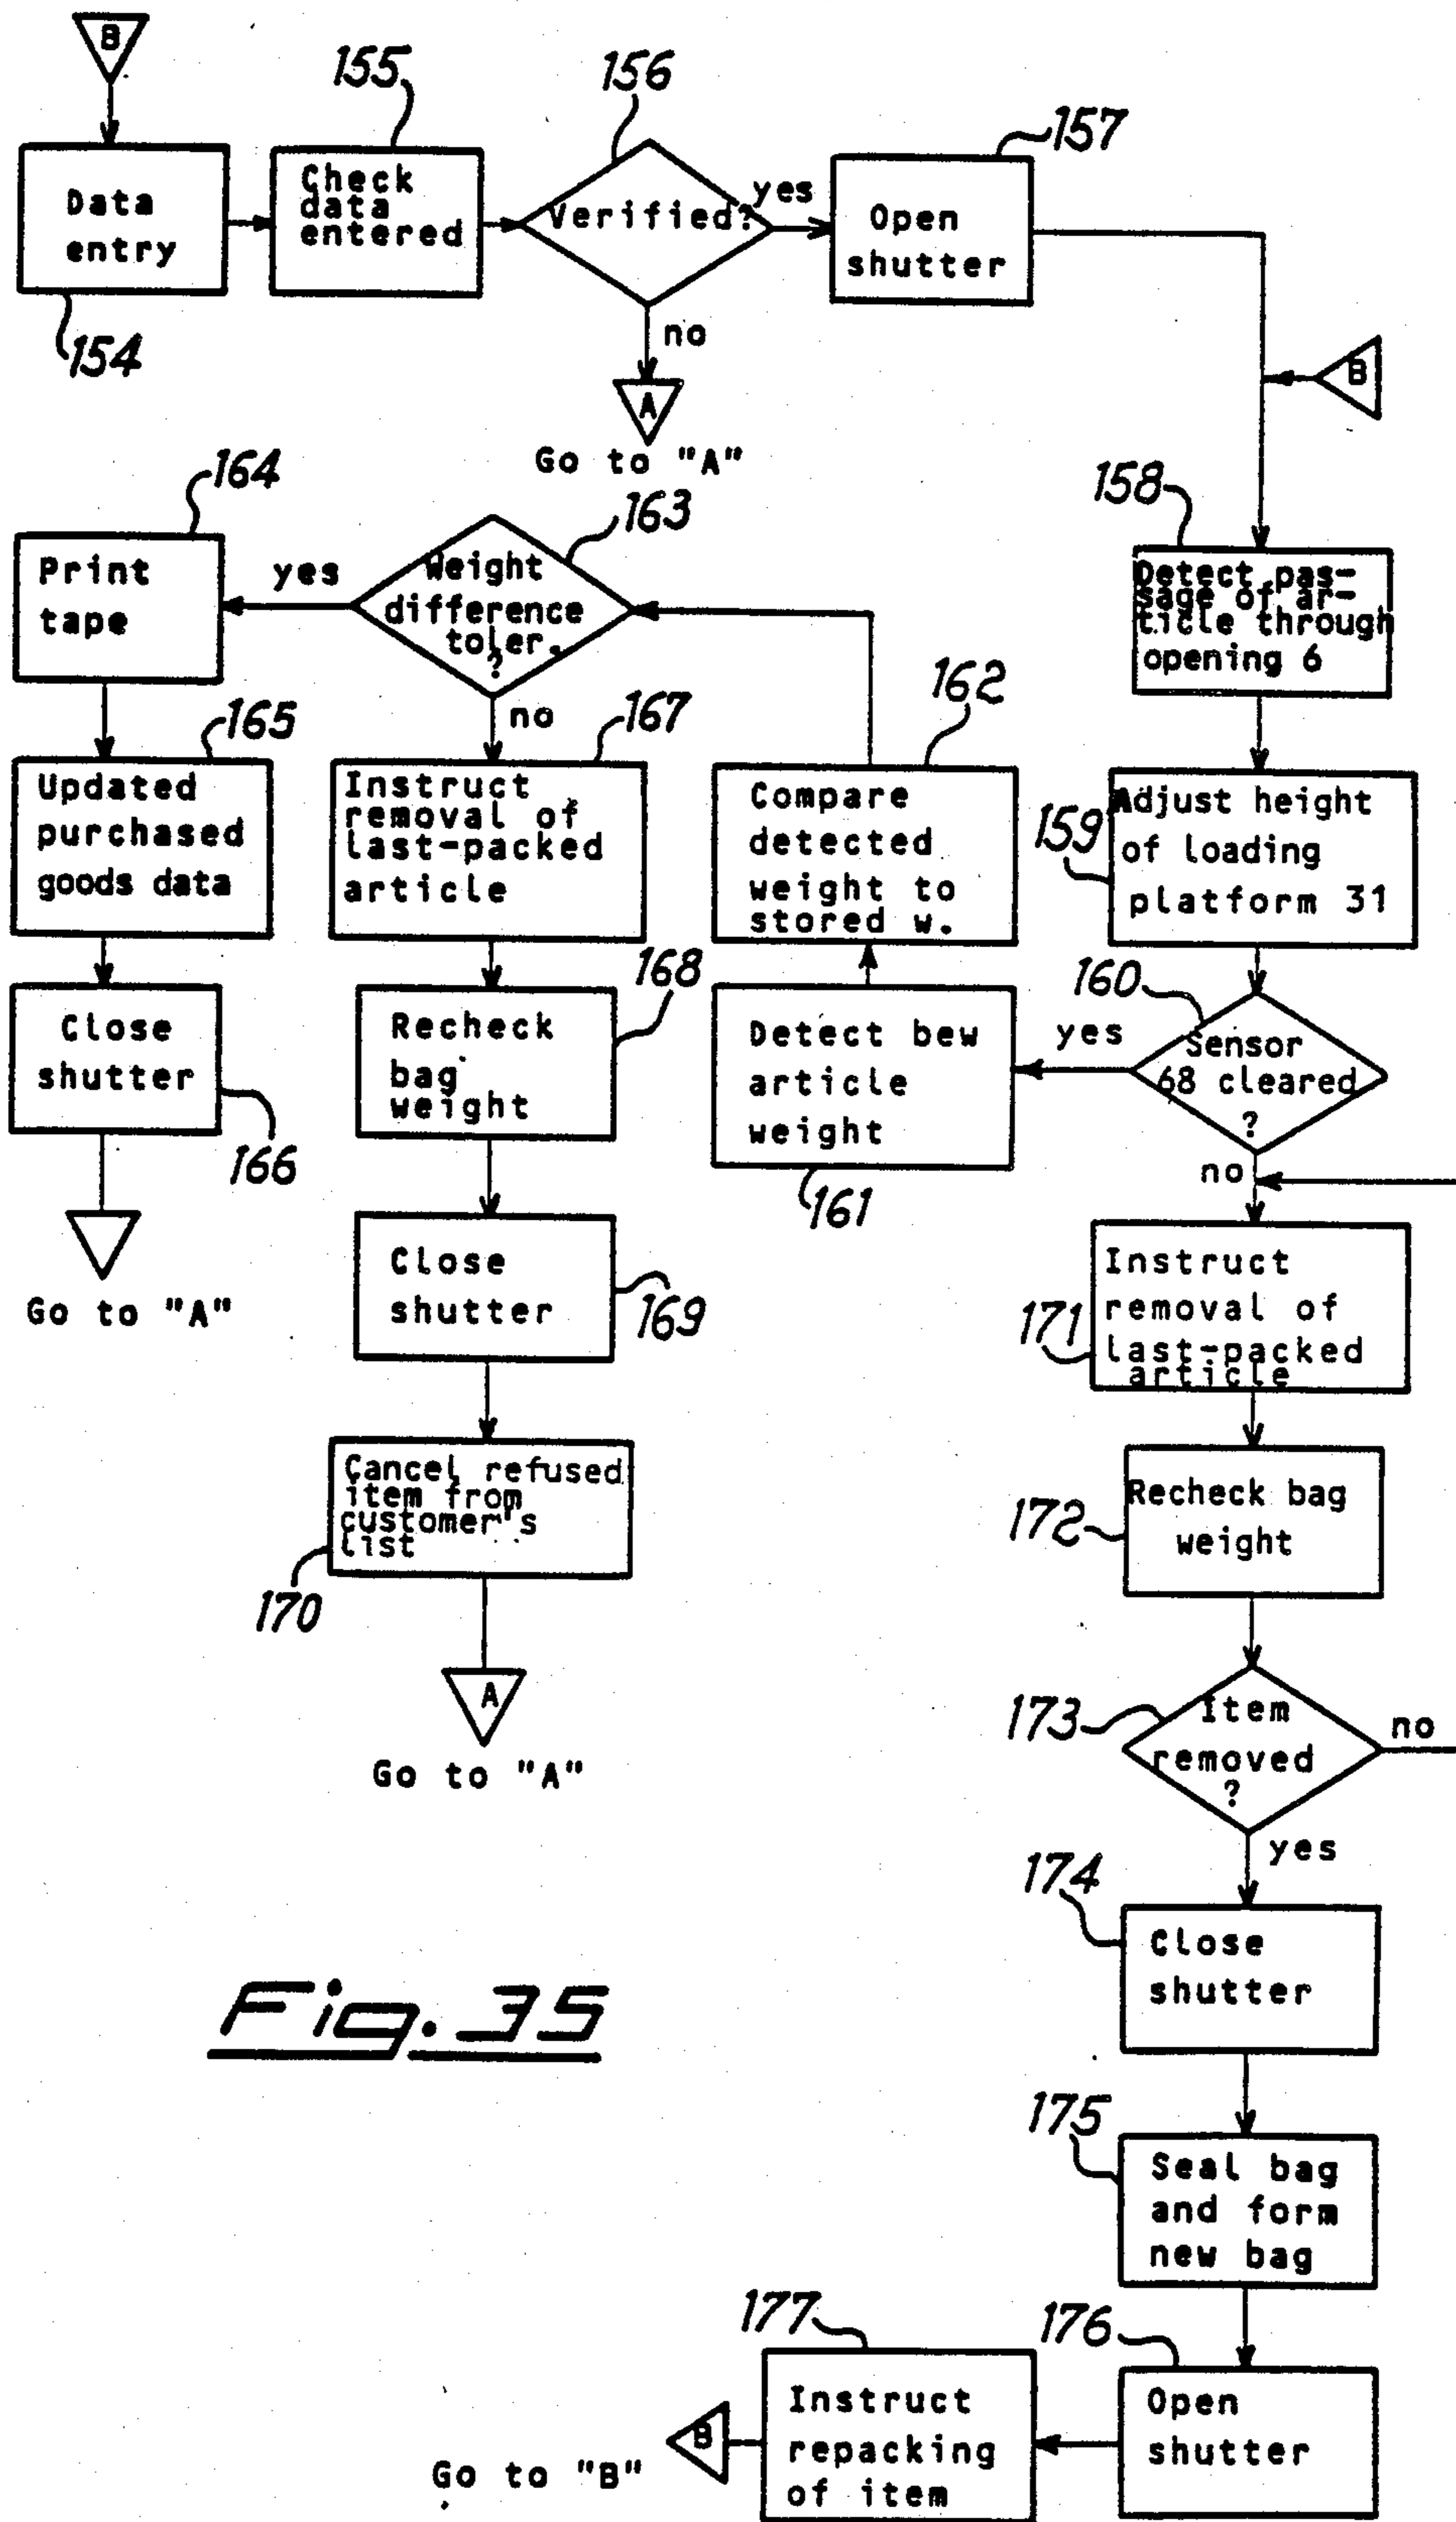 B
155
156
157
Data
entry
Check
data
entered
Verified?
yes
Open
shutter
154
no
A
Go to "A"
B
158
Detect pas-
sage of ar-
ticle through
opening 6
164
Print
tape
yes
163
Weight
difference
toler.
?
no
165
Updated
purchased
goods data
167
Instruct
removal of
last-packed
article
162
Compare
detected
weight to
stored w.
159
Adjust height
of loading
platform 31
Close
shutter
166
168
Recheck
bag
weight
Detect bew
article
weight
161
yes
160
Sensor
68 cleared
?
no
Go to "A"
Close
shutter
169
171
Instruct
removal of
last-packed
article
Cancel refused
item from
customer's
list
170
172
Recheck bag
weight
A
Go to "A"
173
Item
removed
?
no
yes
174
Close
shutter
Fig. 35
175
Seal bag
and form
new bag
177
176
Go to "B"
B
Instruct
repacking
of item
Open
shutter